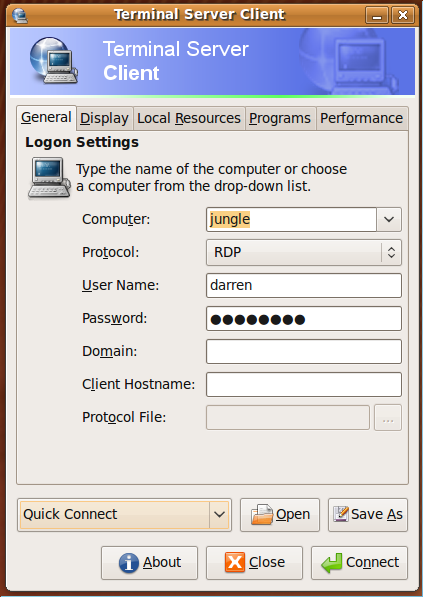 Terminal Server Client
Terminal Server
Client
General Display Local Resources Programs Performance
Logon Settings
Type the name of the computer or choose
a computer from the drop-down list.
Computer: jungle
Protocol: RDP
User Name: darren
Password: ●●●●●●●●
Domain:
Client Hostname:
Protocol File: ...
Quick Connect Open Save As
About Close Connect